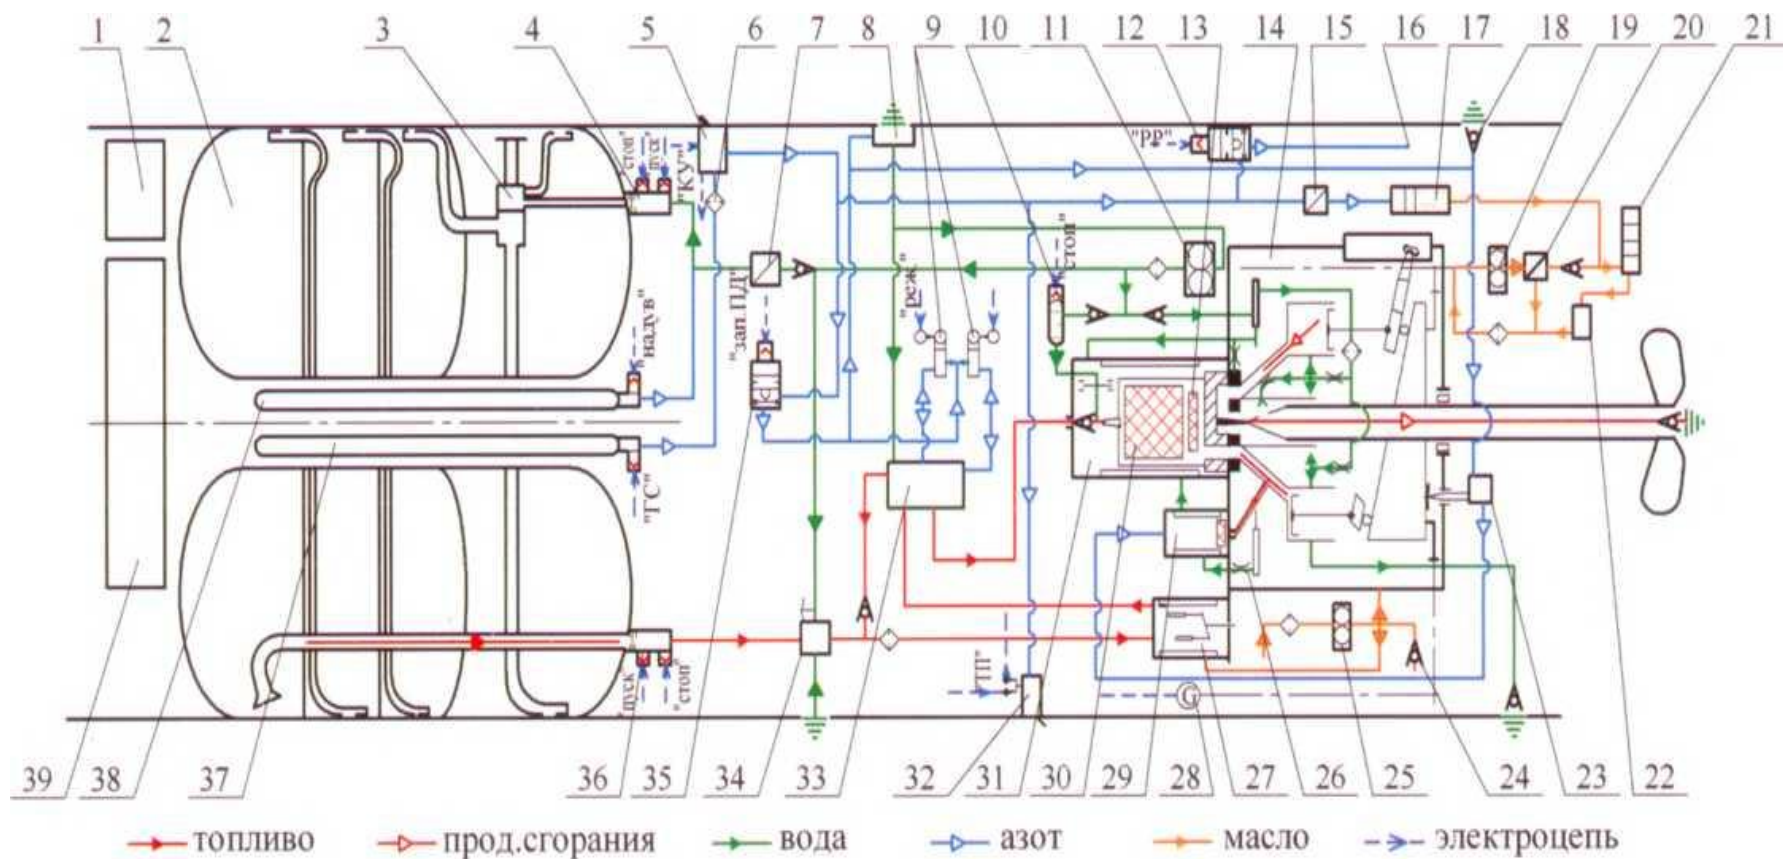 1 2 3 4 5 6 7 8 9 10 11 12 13 14 15 16 17 18 19 20 21
"стоп"
"пуск"
"КУ"
"РР"
"стоп"
"реж."
"зап.ПД"
"надув"
"ГС"
"пуск"
"стоп"
"ТП"
G
39 38 37 36 35 34 33 32 31 30 29 28 27 26 25 24 23 22
топливо прод.сгорания вода азот масло электроцепь